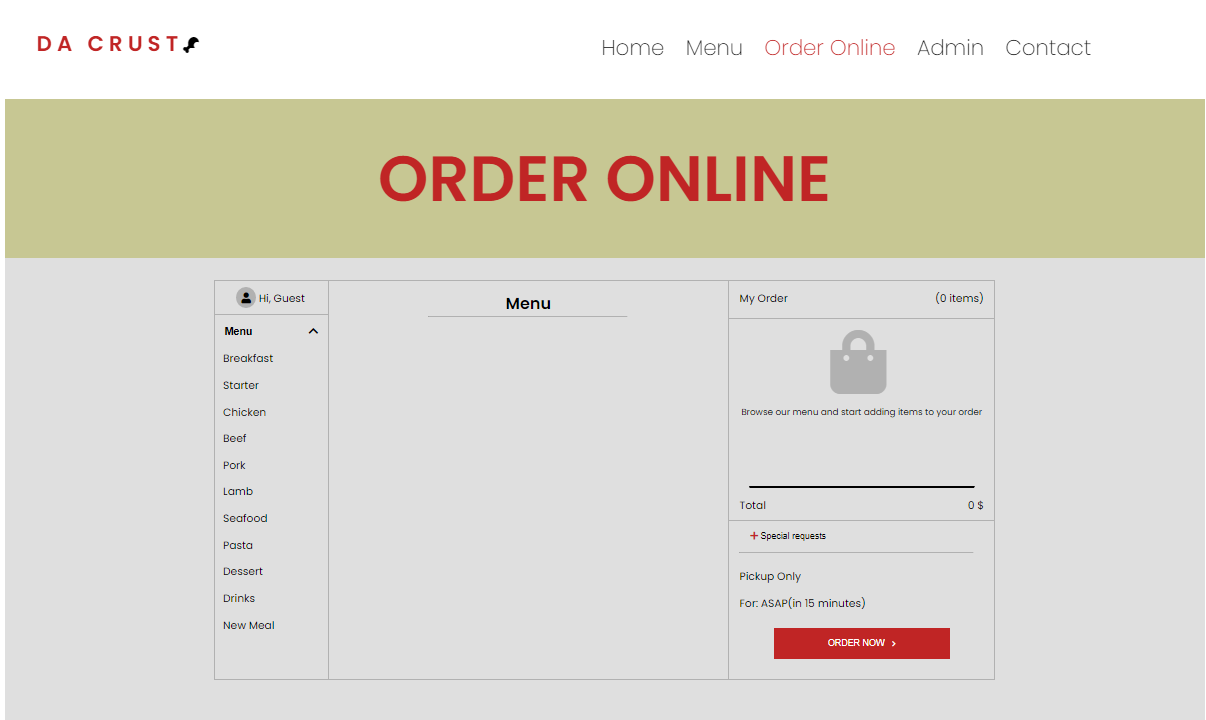 DA CRUST
Home Menu Order Online Admin Contact
ORDER ONLINE
Hi, Guest
Menu
Breakfast
Starter
Chicken
Beef
Pork
Lamb
Seafood
Pasta
Dessert
Drinks
New Meal
Menu
My Order (0 items)
Browse our menu and start adding items to your order
Total 0 $
+ Special requests
Pickup Only
For: ASAP(in 15 minutes)
ORDER NOW >